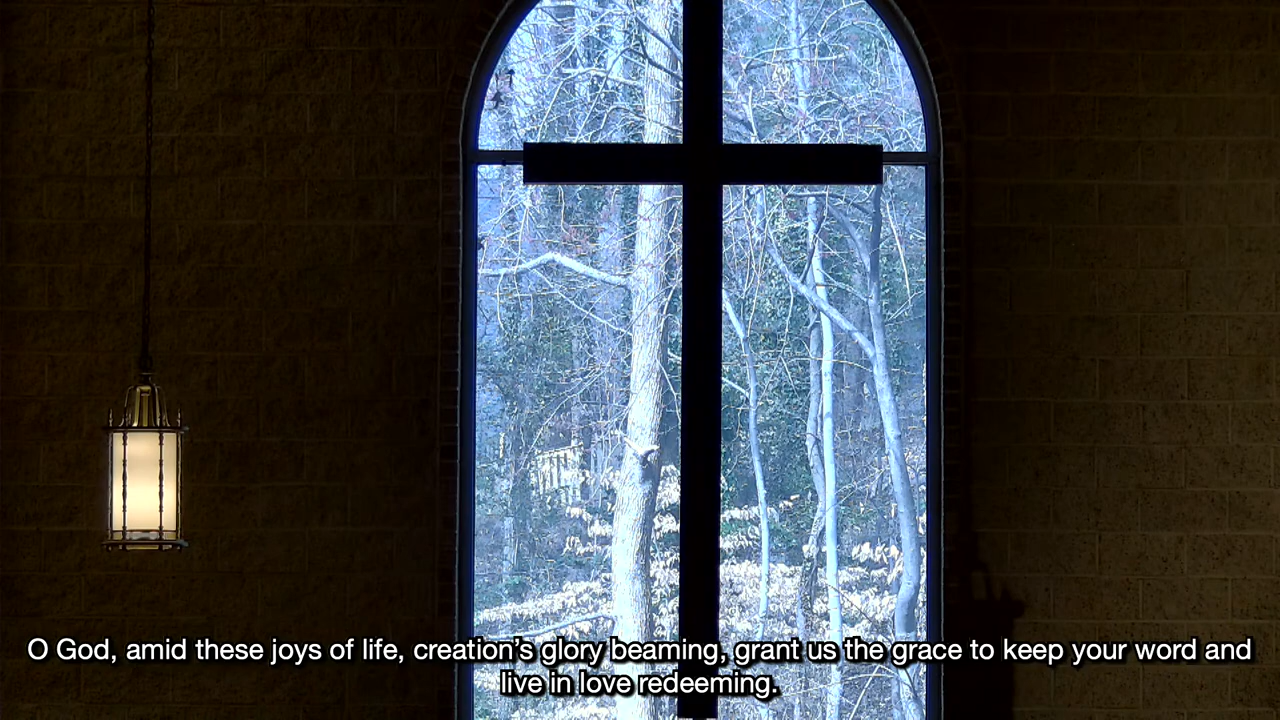 O God, amid these joys of life, creation's glory beaming, grant us the grace to keep your word and
live in love redeeming.